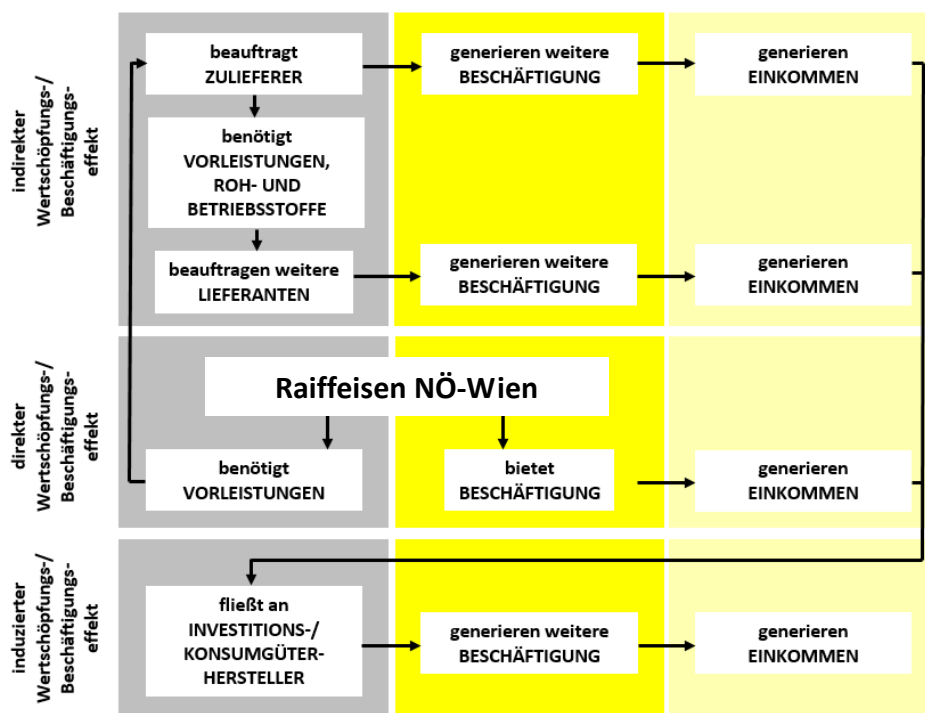 indirekter
Wertschöpfungs-/
Beschäftigungs-
effekt
beauftragt
ZULIEFERER
generieren weitere
BESCHÄFTIGUNG
generieren
EINKOMMEN
benötigt
VORLEISTUNGEN,
ROH- UND
BETRIEBSSTOFFE
beauftragen weitere
LIEFERANTEN
generieren weitere
BESCHÄFTIGUNG
generieren
EINKOMMEN
direkter
Wertschöpfungs-/
Beschäftigungs-
effekt
Raiffeisen NÖ-Wien
benötigt
VORLEISTUNGEN
bietet
BESCHÄFTIGUNG
generieren
EINKOMMEN
induzierter
Wertschöpfungs-/
Beschäftigungs-
effekt
fließt an
INVESTITIONS-/
KONSUMGÜTER-
HERSTELLER
generieren weitere
BESCHÄFTIGUNG
generieren
EINKOMMEN